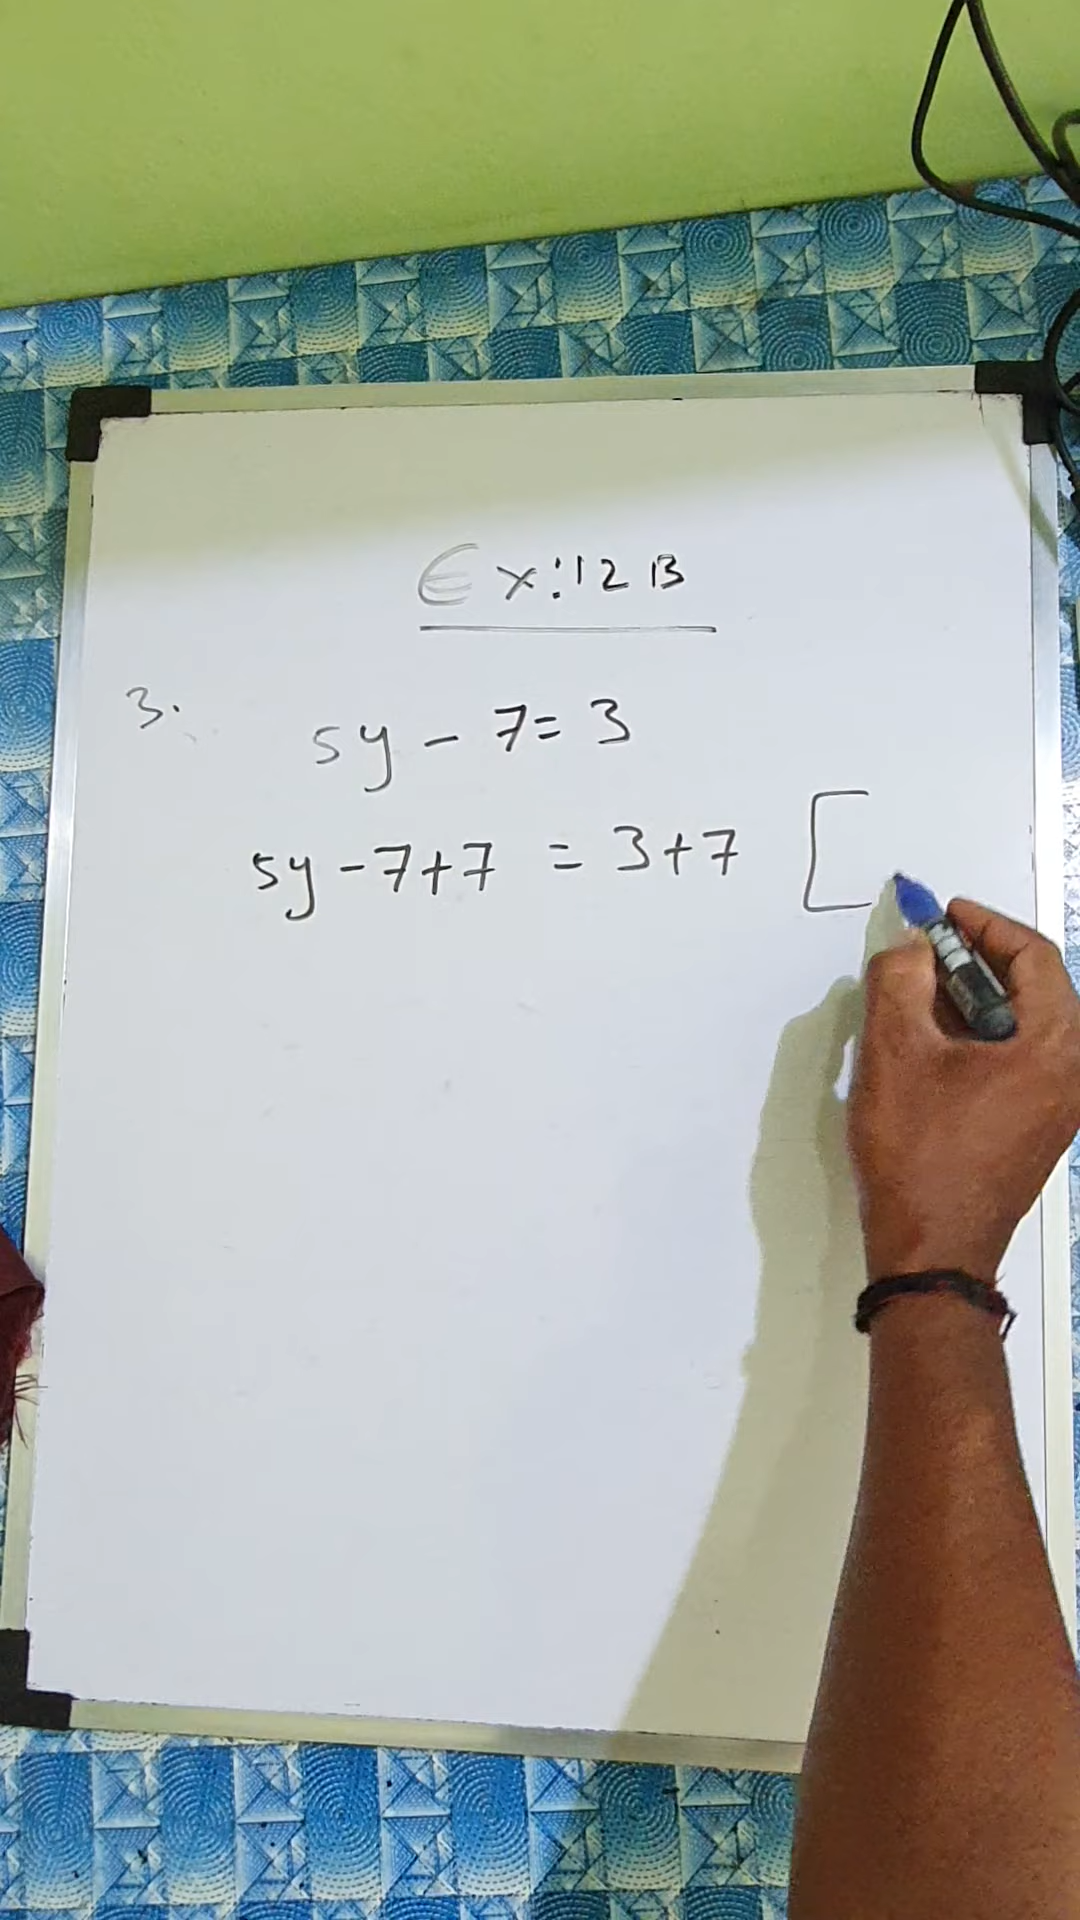 Ex:12B
3. 5y - 7 = 3
5y - 7 + 7 = 3 + 7 [